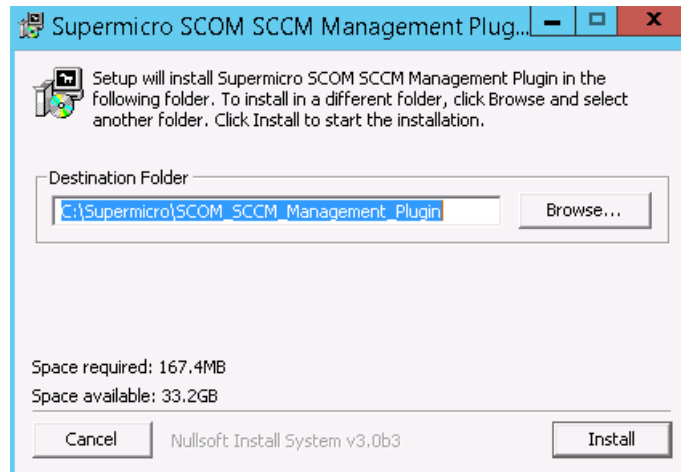 Supermicro SCOM SCCM Management Plug...
Setup will install Supermicro SCOM SCCM Management Plugin in the
following folder. To install in a different folder, click Browse and select
another folder. Click Install to start the installation.
Destination Folder
C:\Supermicro\SCOM_SCCM_Management_Plugin
Browse...
Space required: 167.4MB
Space available: 33.2GB
Cancel
Nullsoft Install System v3.0b3
Install